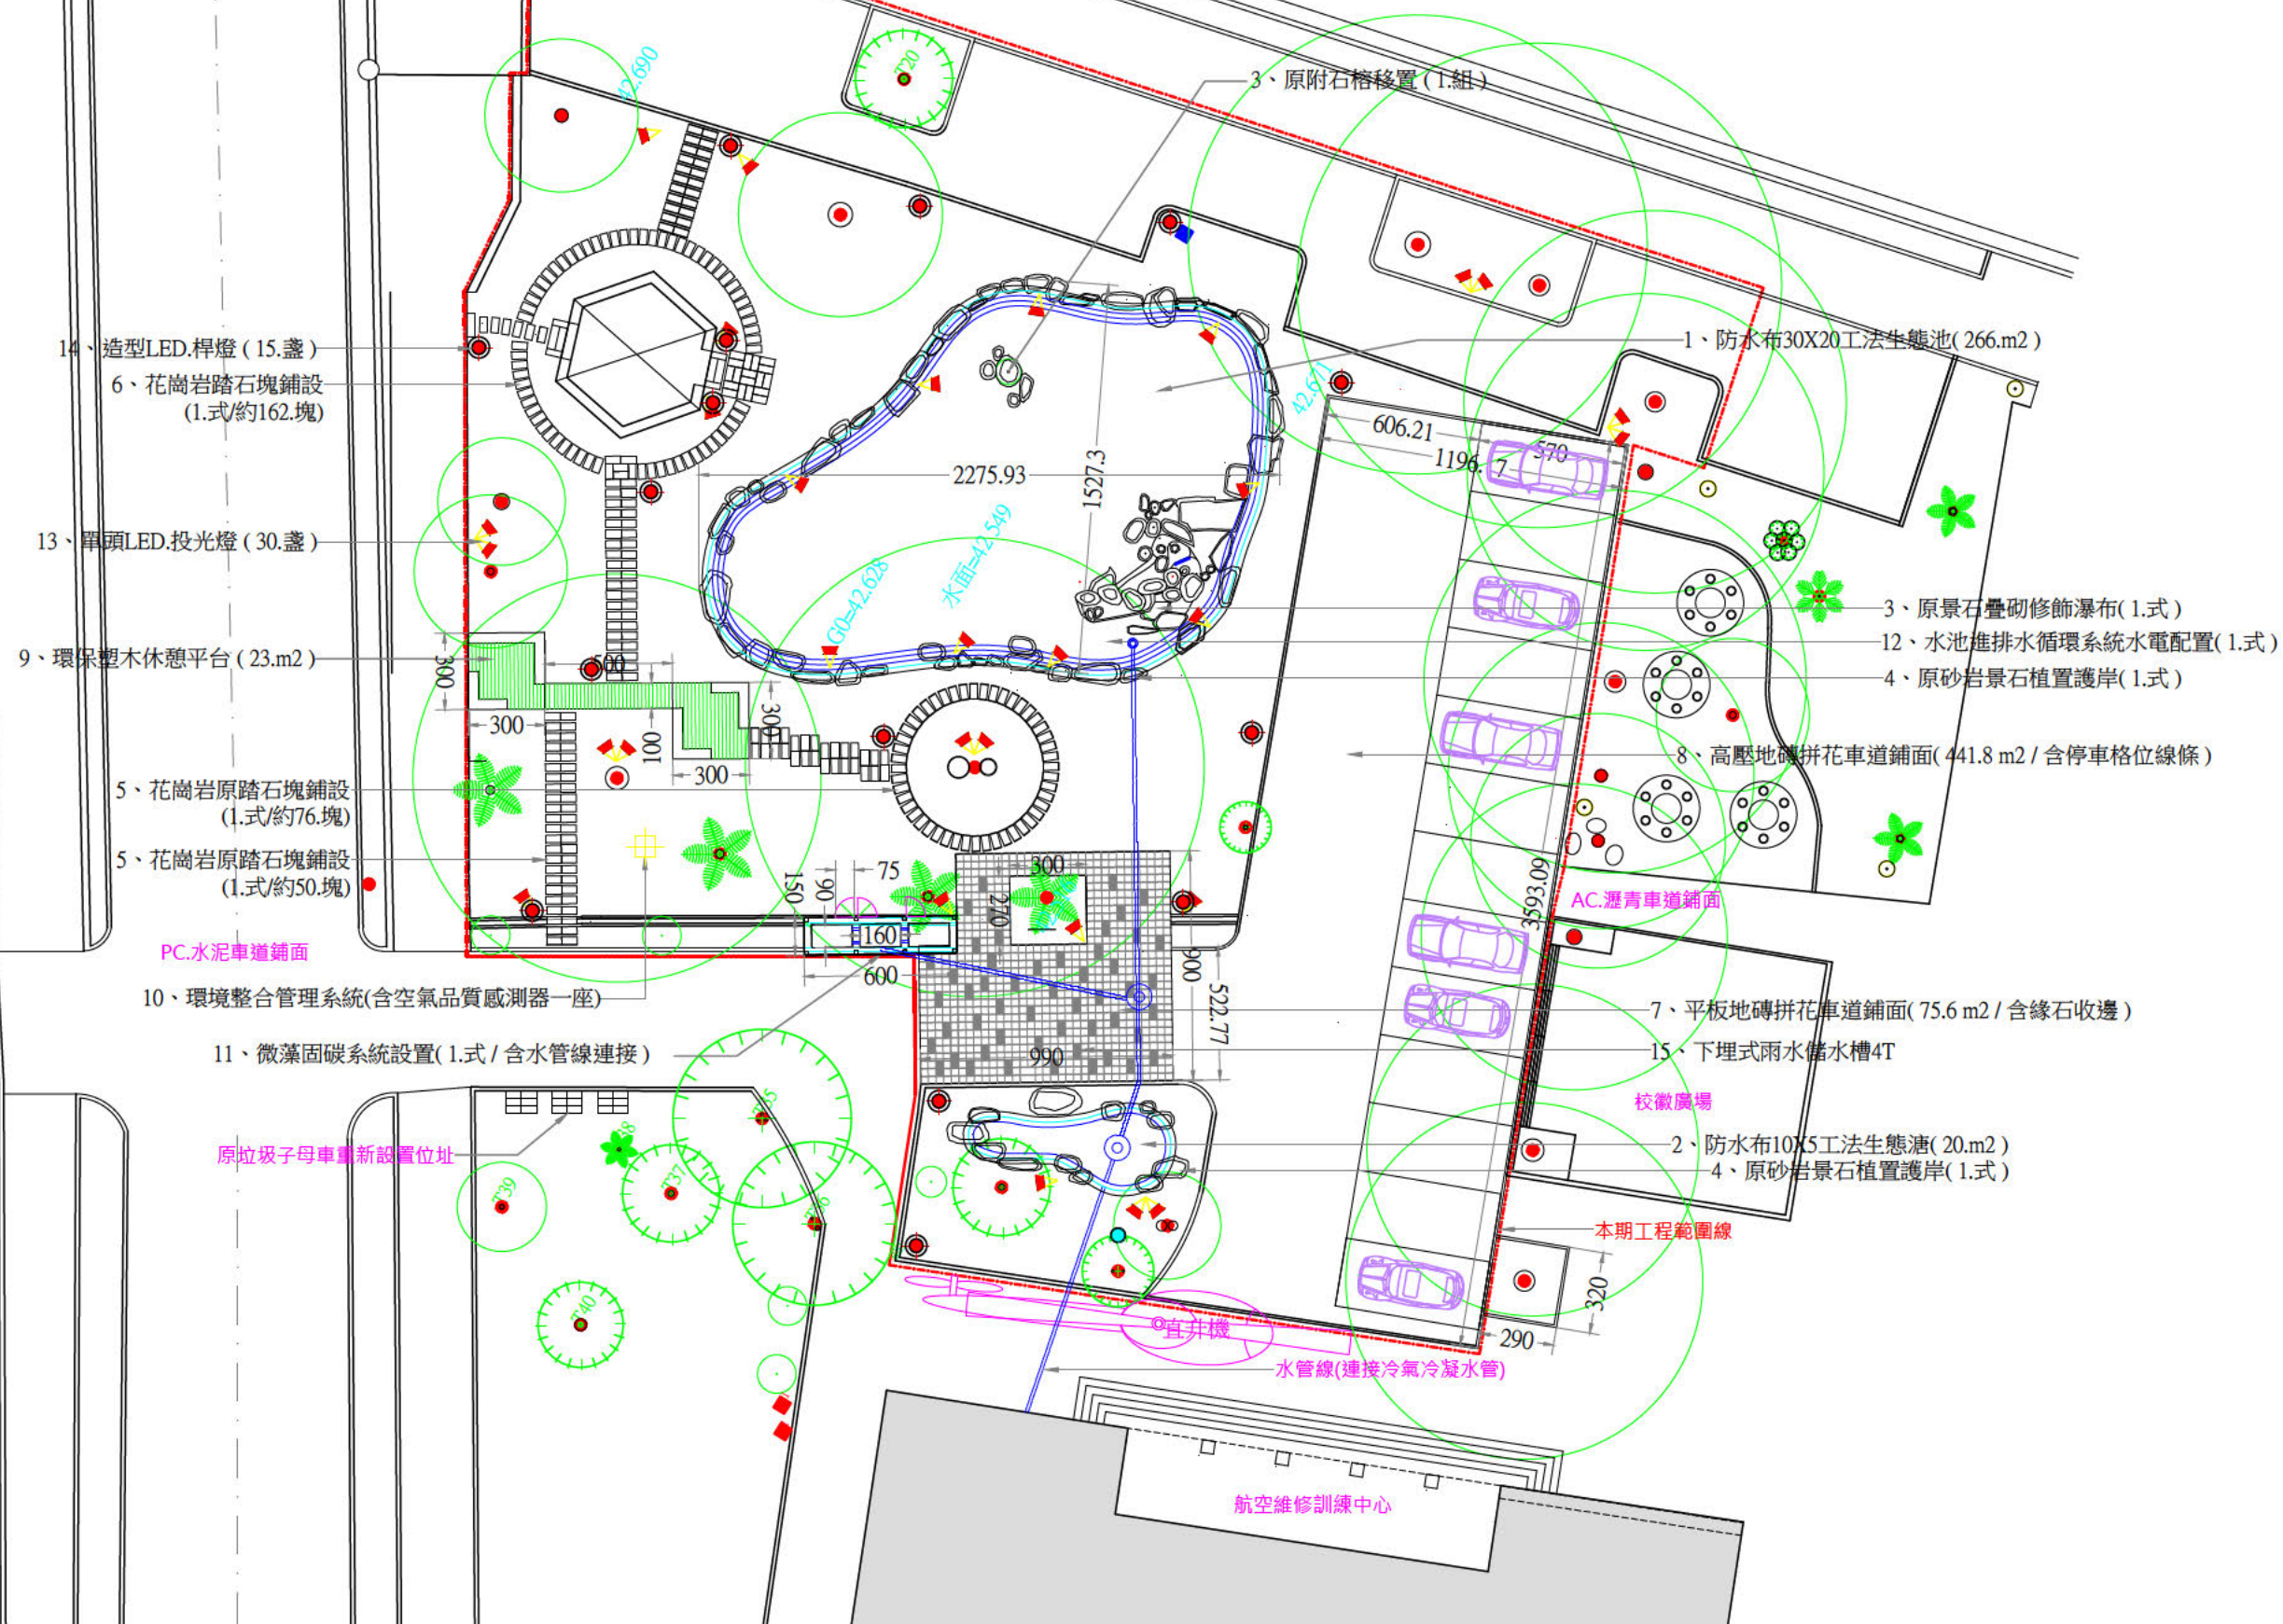 T20
42.690
3、原附石榕移置 ( 1.組 )
14、造型LED.桿燈 ( 15.盞 )
6、花崗岩踏石塊鋪設
(1.式/約162.塊)
1、防水布30X20工法生態池( 266.m2 )
42.671
606.21
570
1196. 7
2275.93
1527.3
13、單頭LED.投光燈 ( 30.盞 )
水面=42.549
G0=42.628
3、原景石疊砌修飾瀑布( 1.式 )
12、水池進排水循環系統水電配置( 1.式 )
4、原砂岩景石植置護岸( 1.式 )
9、環保塑木休憩平台 ( 23.m2 )
300
500
300
100
300
300
8、高壓地磚拼花車道鋪面( 441.8 m2 / 含停車格位線條 )
5、花崗岩原踏石塊鋪設
(1.式/約76.塊)
5、花崗岩原踏石塊鋪設
(1.式/約50.塊)
150
90
75
300
270
3593.09
AC.瀝青車道鋪面
PC.水泥車道鋪面
160
600
900
522.77
10、環境整合管理系統(含空氣品質感測器一座)
7、平板地磚拼花車道鋪面( 75.6 m2 / 含緣石收邊 )
11、微藻固碳系統設置( 1.式 / 含水管線連接 )
990
15、下埋式雨水儲水槽4T
校徽廣場
原垃圾子母車重新設置位址
2、防水布10X5工法生態溏( 20.m2 )
4、原砂岩景石植置護岸( 1.式 )
T37
T39
本期工程範圍線
320
290
T40
直升機
水管線(連接冷氣冷凝水管)
航空維修訓練中心